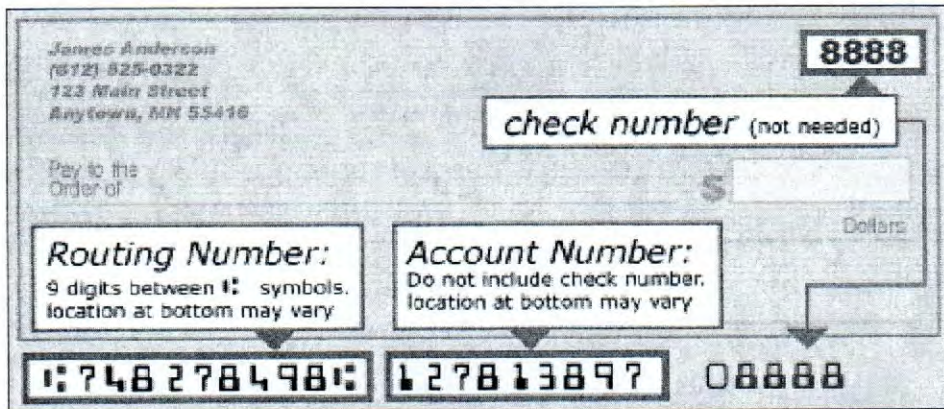 James Anderson
(612) 525-0322
123 Main Street
Anytown, MN 55416
8888
check number (not needed)
Pay to the
Order of
$
Dollars
Routing Number:
9 digits between ⑆ symbols.
location at bottom may vary
Account Number:
Do not include check number.
location at bottom may vary
⑆748278498⑆ 127813897 08888